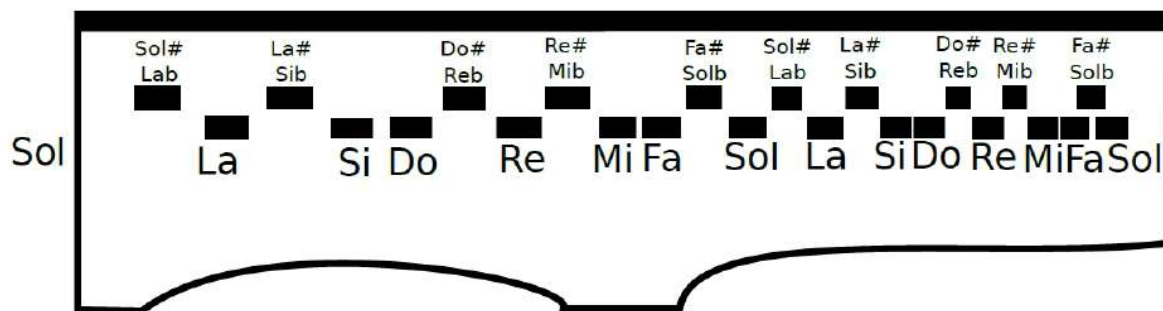 Sol# La# Do# Re# Fa# Sol# La# Do# Re# Fa#
Lab Sib Reb Mib Solb Lab Sib Reb Mib Solb
Sol La Si Do Re Mi Fa Sol La Si Do Re Mi Fa Sol